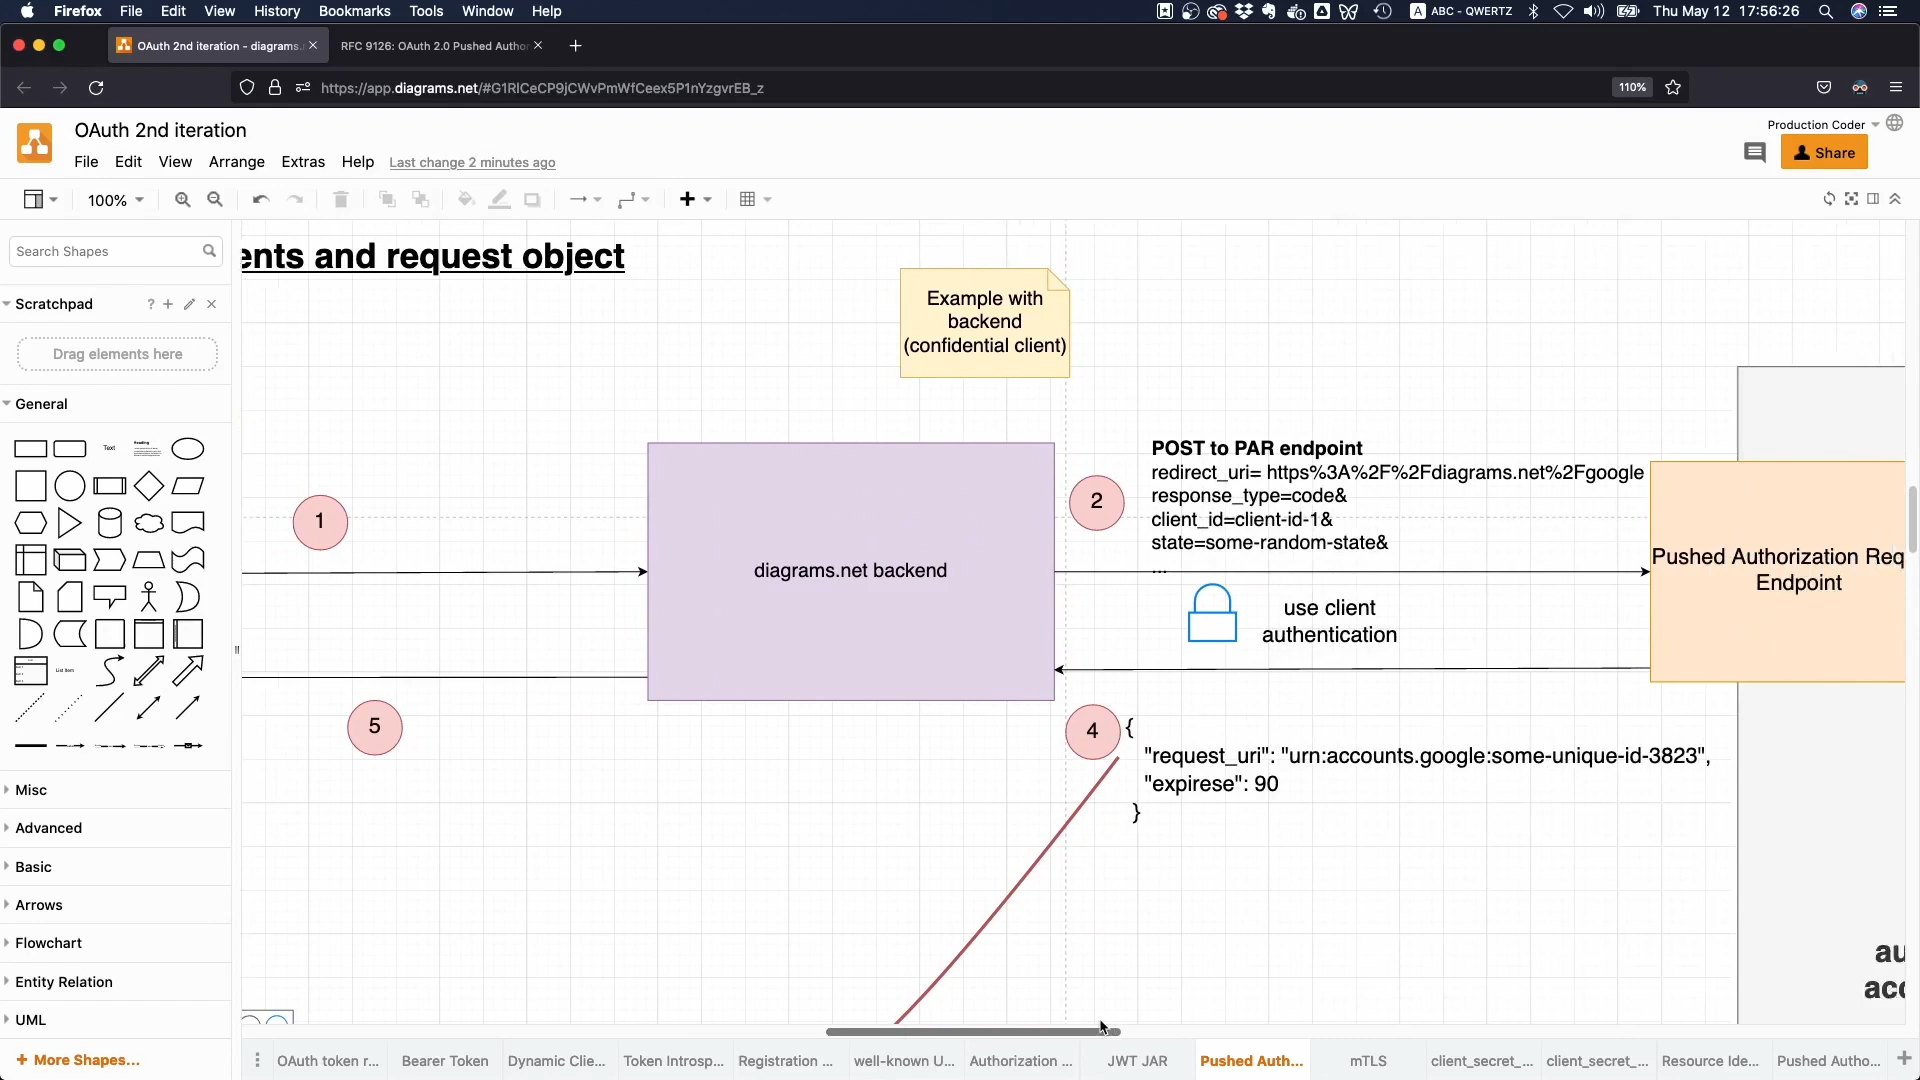 Firefox File Edit View History Bookmarks Tools Window Help
A ABC - QWERTZ Thu May 12 17:56:26
OAuth 2nd iteration - diagrams.
RFC 9126: OAuth 2.0 Pushed Author
https://app.diagrams.net/#G1RlCeCP9jCWvPmWfCeex5P1nYzgvrEB_z
110%
OAuth 2nd iteration
Production Coder
File Edit View Arrange Extras Help Last change 2 minutes ago
Share
100%
Search Shapes
Scratchpad
?
Drag elements here
General
Text
Heading
List Item
Misc
Advanced
Basic
Arrows
Flowchart
Entity Relation
UML
+ More Shapes...
ents and request object
Example with
backend
(confidential client)
1
diagrams.net backend
5
2
POST to PAR endpoint
redirect_uri= https%3A%2F%2Fdiagrams.net%2Fgoogle
response_type=code&
client_id=client-id-1&
state=some-random-state&
...
use client
authentication
Pushed Authorization Req
Endpoint
4
{
"request_uri": "urn:accounts.google:some-unique-id-3823",
"expirese": 90
}
au
acc
OAuth token r... Bearer Token Dynamic Clie... Token Introsp... Registration ... well-known U... Authorization ... JWT JAR Pushed Auth... mTLS client_secret_... client_secret_... Resource Ide... Pushed Autho...